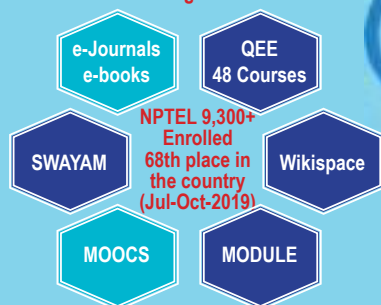 e-Journals
e-books
QEE
48 Courses
NPTEL 9,300+
Enrolled
68th place in
the country
(Jul-Oct-2019)
SWAYAM
Wikispace
MOOCS
MODULE